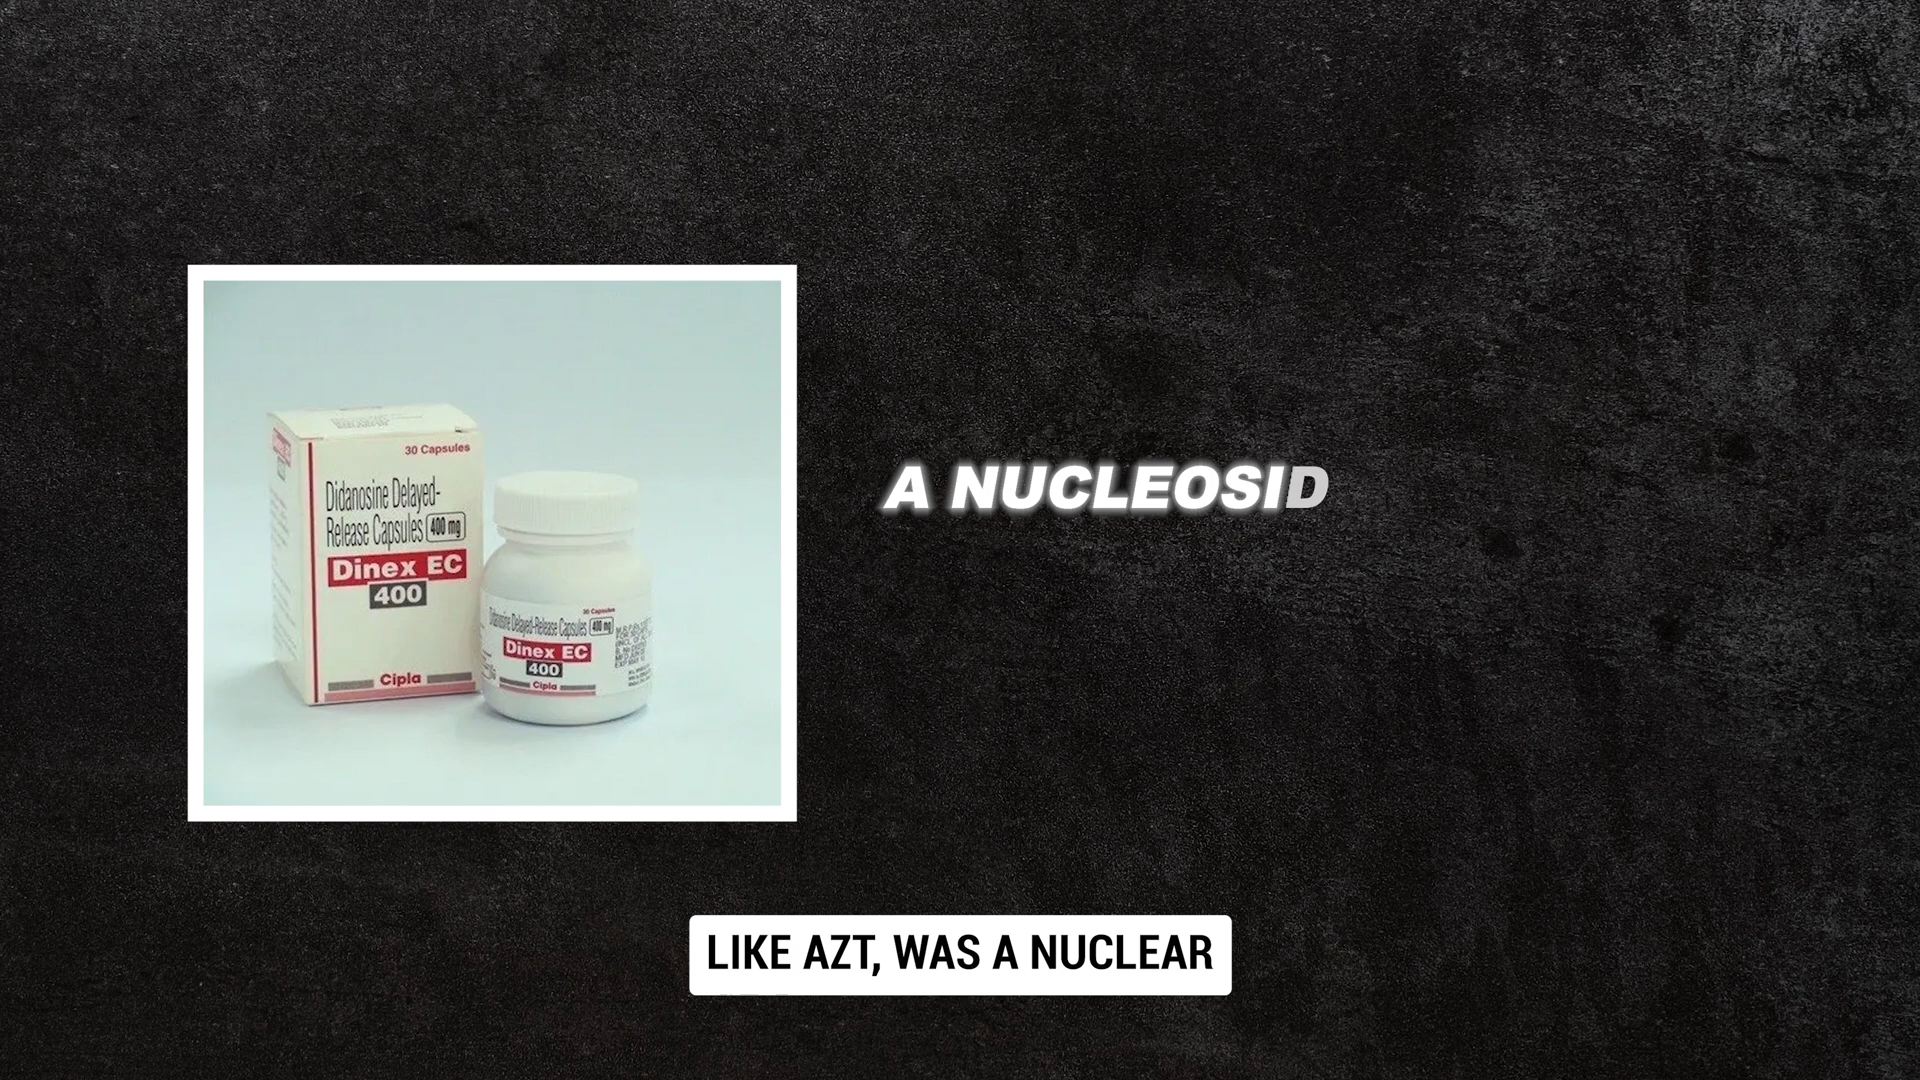 30 Capsules
Didanosine Delayed-
Release Capsules 400 mg
Dinex EC
400
Cipla
30 Capsules
Didanosine Delayed-Release Capsules 400 mg
Dinex EC
400
Cipla
A NUCLEOSID
LIKE AZT, WAS A NUCLEAR